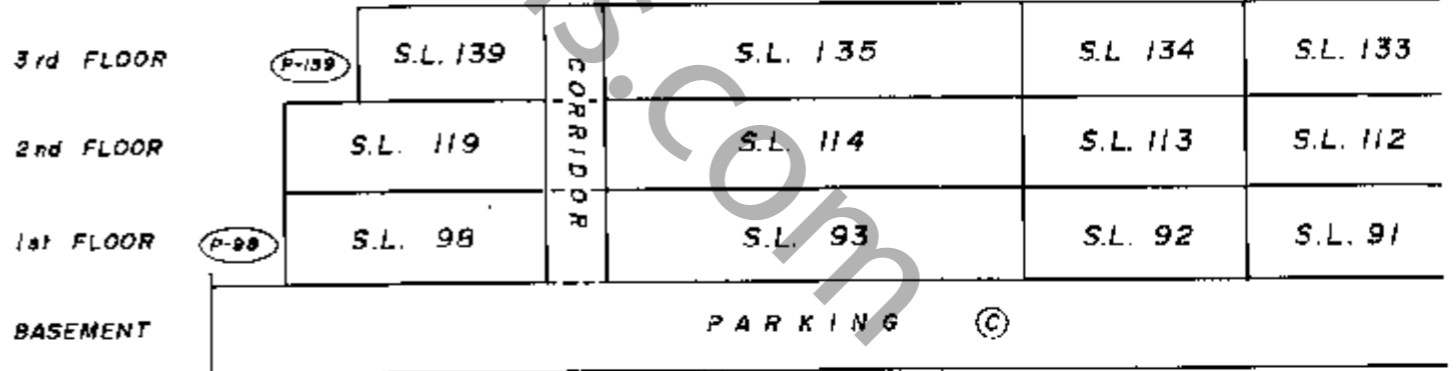 3rd FLOOR P-139 S.L. 139 S.L. 135 S.L 134 S.L. 133
CORRIDOR
2nd FLOOR S.L. 119 S.L. 114 S.L. 113 S.L. 112
1st FLOOR P-98 S.L. 98 S.L. 93 S.L. 92 S.L. 91
BASEMENT PARKING C
s.com